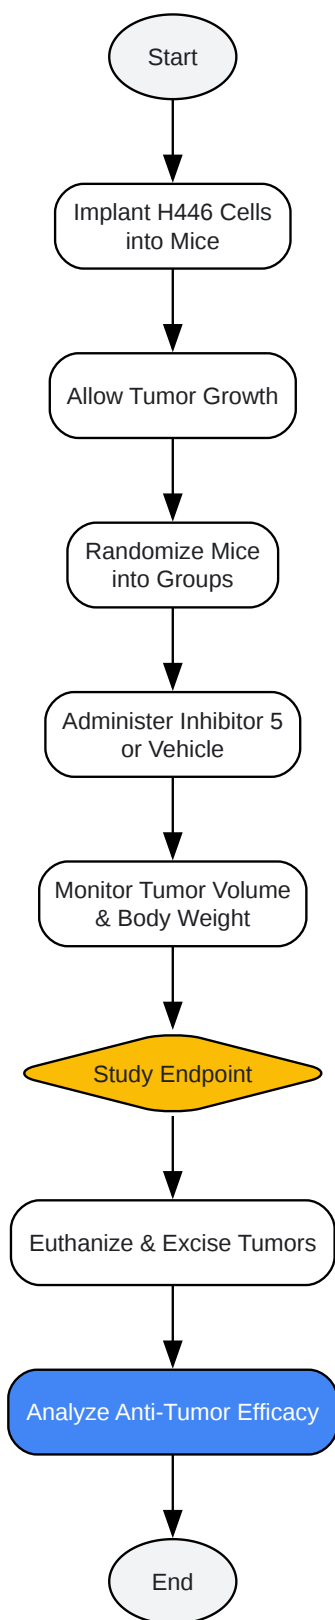 Start
Implant H446 Cells
into Mice
Allow Tumor Growth
Randomize Mice
into Groups
Administer Inhibitor 5
or Vehicle
Monitor Tumor Volume
& Body Weight
Study Endpoint
Euthanize & Excise Tumors
Analyze Anti-Tumor Efficacy
End